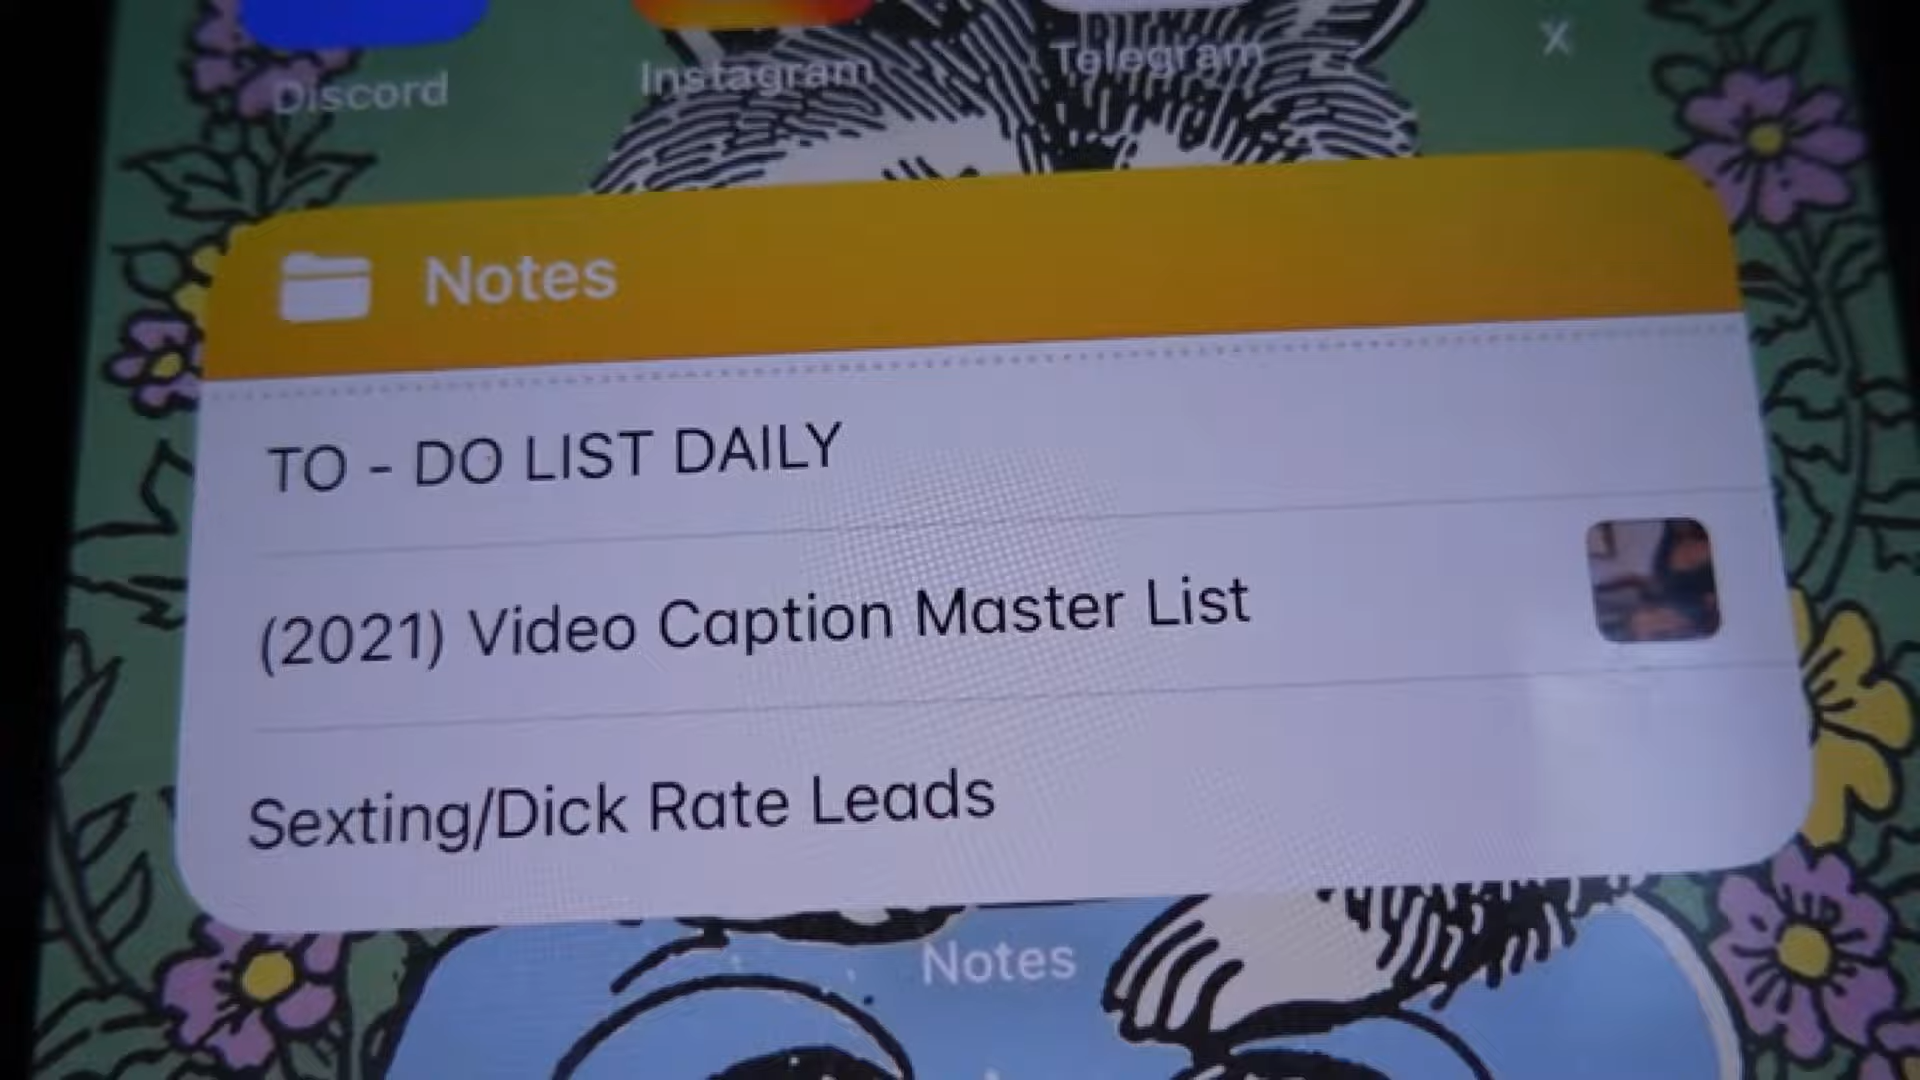 Discord
Instagram
Telegram
X
Notes
TO - DO LIST DAILY
(2021) Video Caption Master List
Sexting/Dick Rate Leads
Notes